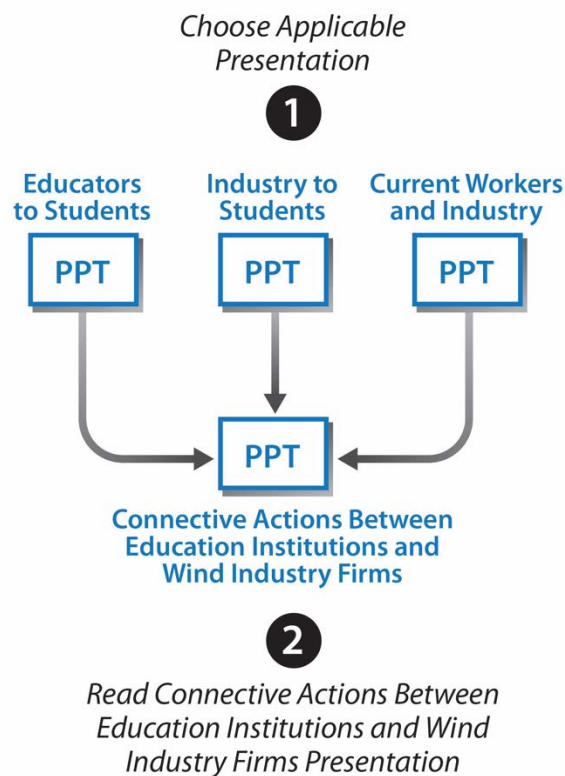 Choose Applicable
Presentation
1
Educators
to Students
Industry to
Students
Current Workers
and Industry
PPT
PPT
PPT
PPT
Connective Actions Between
Education Institutions and
Wind Industry Firms
2
Read Connective Actions Between
Education Institutions and Wind
Industry Firms Presentation